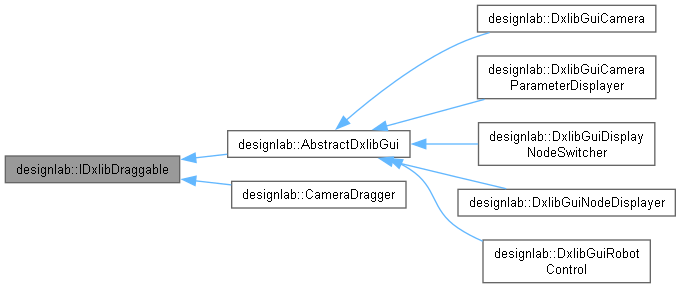 designlab::DxlibGuiCamera
designlab::DxlibGuiCamera
ParameterDisplayer
designlab::AbstractDxlibGui
designlab::DxlibGuiDisplay
NodeSwitcher
designlab::IDxlibDraggable
designlab::CameraDragger
designlab::DxlibGuiNodeDisplayer
designlab::DxlibGuiRobot
Control